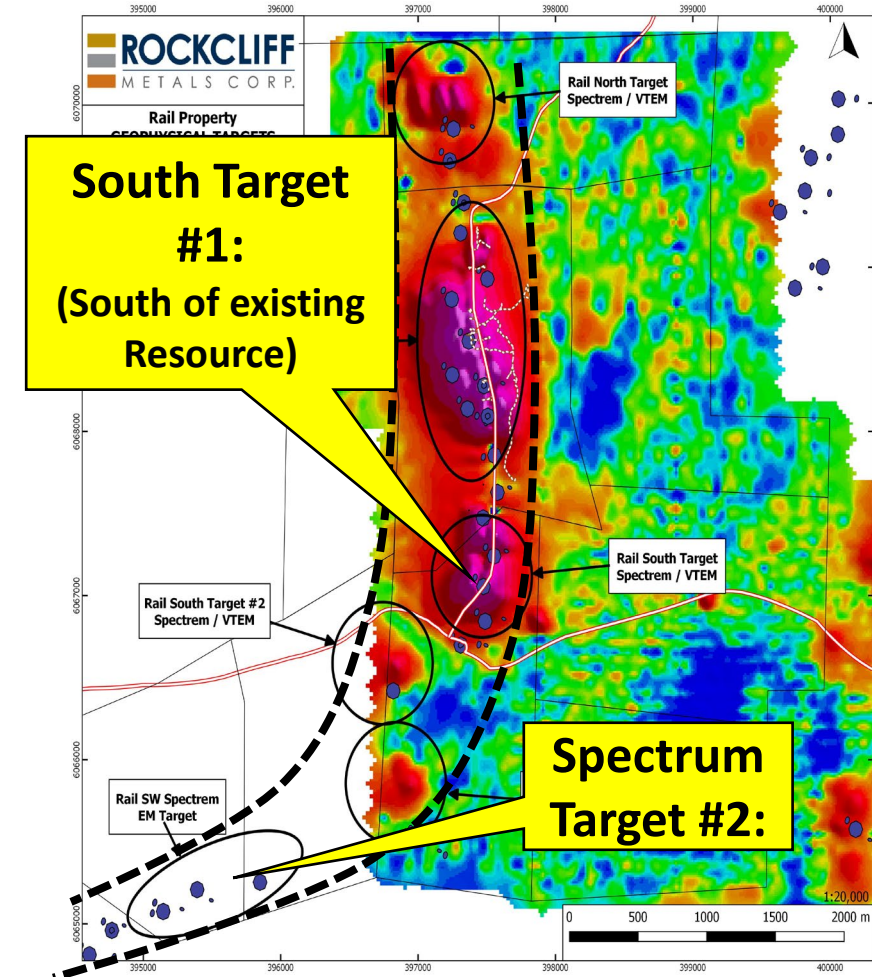 395000 396000 397000 398000 399000 400000
ROCKCLIFF
METALS CORP.
Rail Property
GEOPHYSICAL TARGETS
6070000
Rail North Target
Spectrem / VTEM
South Target
#1:
(South of existing
Resource)
6068000
Rail South Target
Spectrem / VTEM
6067000
Rail South Target #2
Spectrem / VTEM
6066000
Spectrum
Target #2:
Rail SW Spectrem
EM Target
6065000
1:20,000
0 500 1000 1500 2000 m
395000 396000 397000 398000 399000 400000